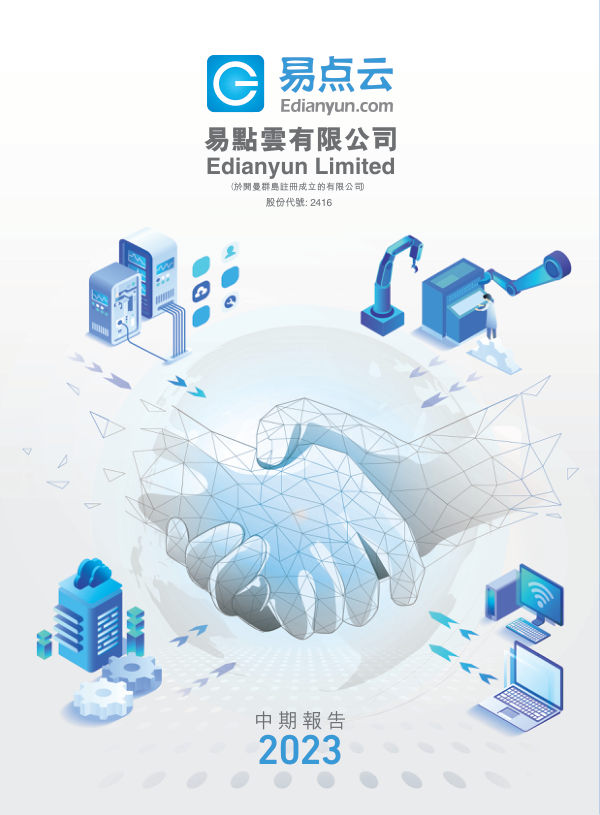 易点云
Edianyun.com
易點雲有限公司
Edianyun Limited
(於開曼群島註冊成立的有限公司)
股份代號: 2416
中期報告
2023